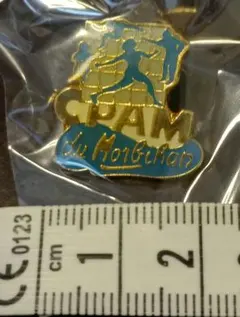 CPAM
du Morbihan
CE 0123
cm 1 2